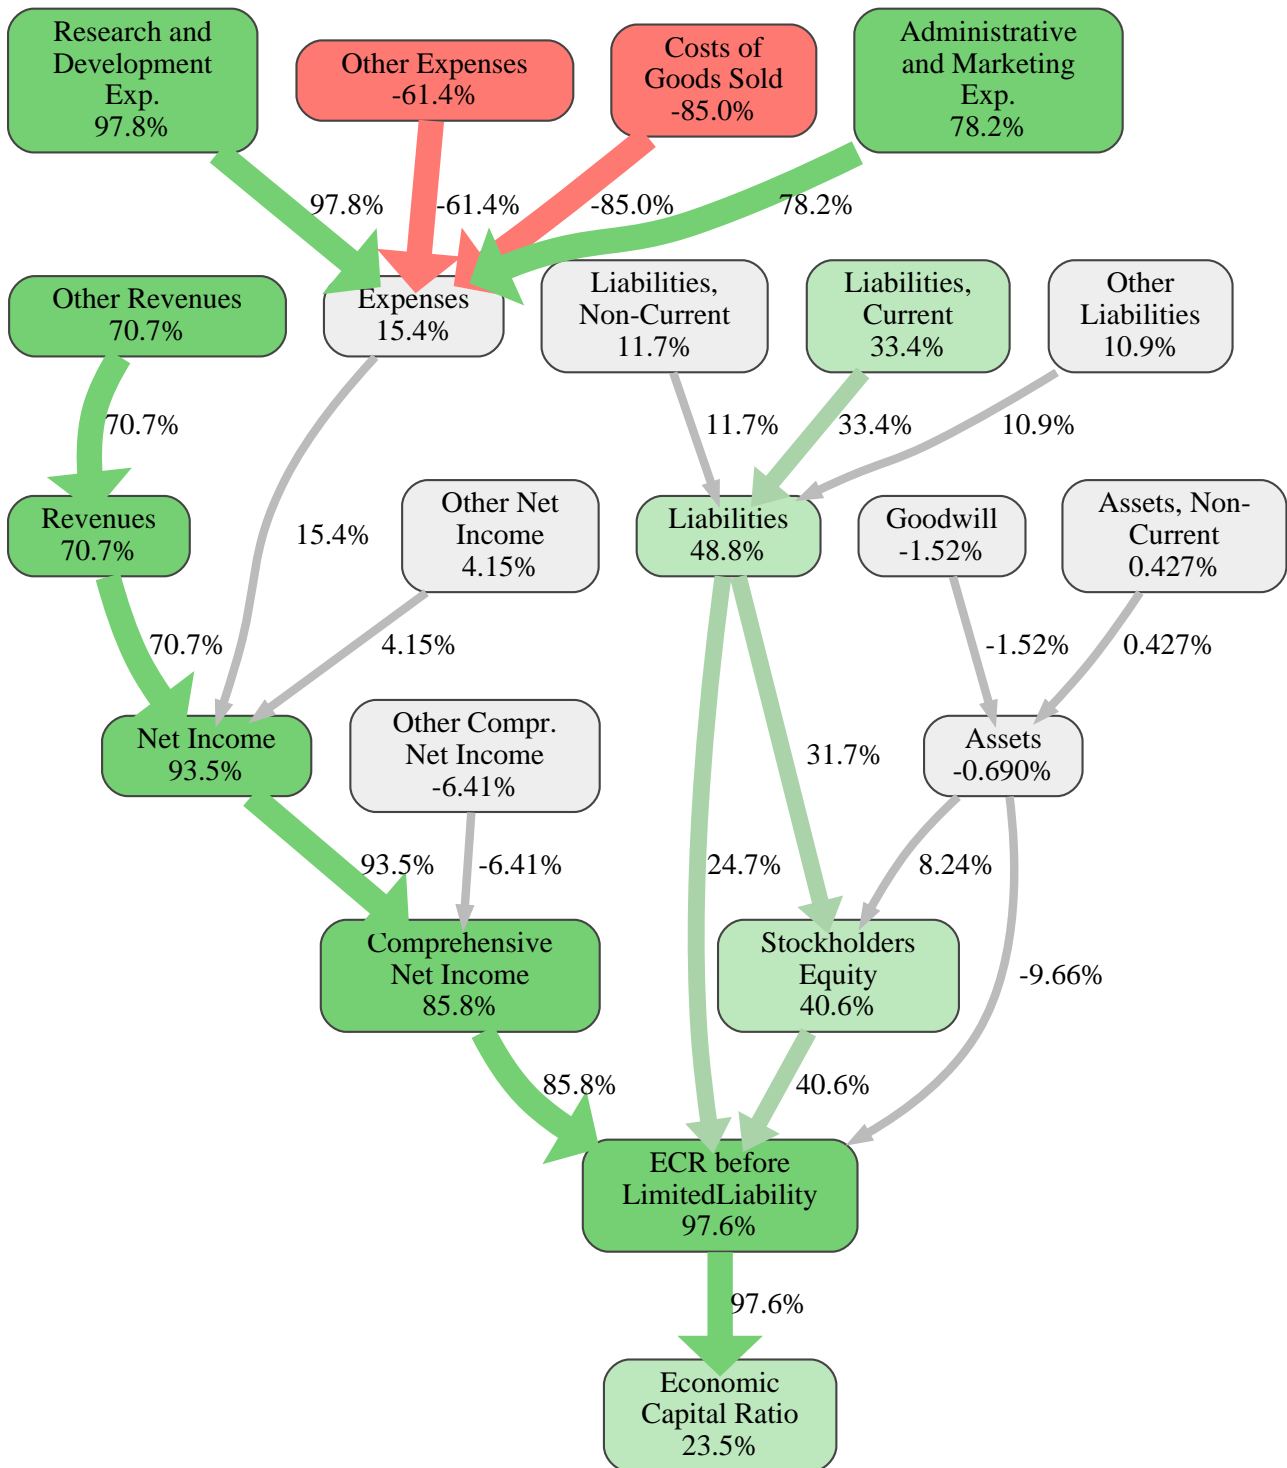 Research and
Development
Exp.
97.8%
Other Expenses
-61.4%
Costs of
Goods Sold
-85.0%
Administrative
and Marketing
Exp.
78.2%
97.8%
-61.4%
-85.0%
78.2%
Other Revenues
70.7%
Expenses
15.4%
Liabilities,
Non-Current
11.7%
Liabilities,
Current
33.4%
Other
Liabilities
10.9%
70.7%
11.7%
33.4%
10.9%
Revenues
70.7%
15.4%
Other Net
Income
4.15%
Liabilities
48.8%
Goodwill
-1.52%
Assets, Non-
Current
0.427%
70.7%
4.15%
-1.52%
0.427%
Net Income
93.5%
Other Compr.
Net Income
-6.41%
31.7%
Assets
-0.690%
93.5%
-6.41%
24.7%
8.24%
Comprehensive
Net Income
85.8%
Stockholders
Equity
40.6%
-9.66%
85.8%
40.6%
ECR before
LimitedLiability
97.6%
97.6%
Economic
Capital Ratio
23.5%